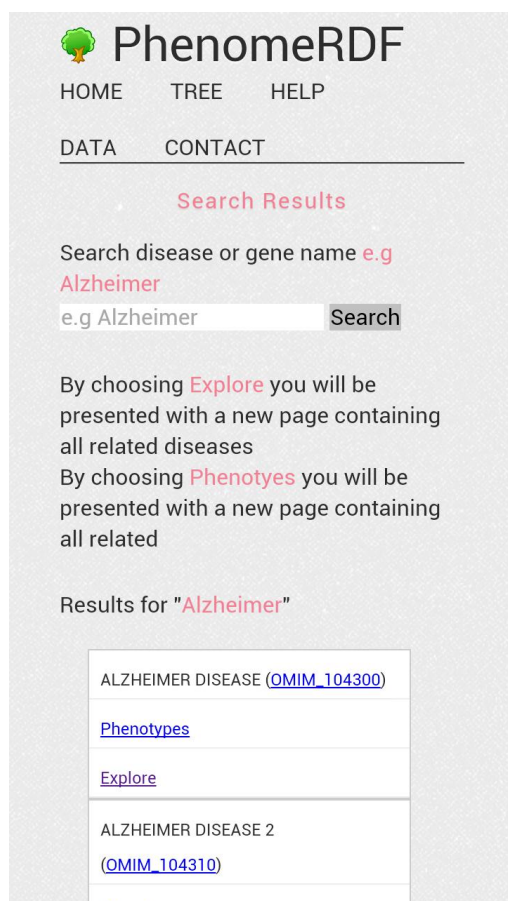 PhenomeRDF
HOME TREE HELP
DATA CONTACT
Search Results
Search disease or gene name e.g
Alzheimer
e.g Alzheimer Search
By choosing Explore you will be
presented with a new page containing
all related diseases
By choosing Phenotyes you will be
presented with a new page containing
all related
Results for "Alzheimer"
ALZHEIMER DISEASE (OMIM_104300)
Phenotypes
Explore
ALZHEIMER DISEASE 2
(OMIM_104310)